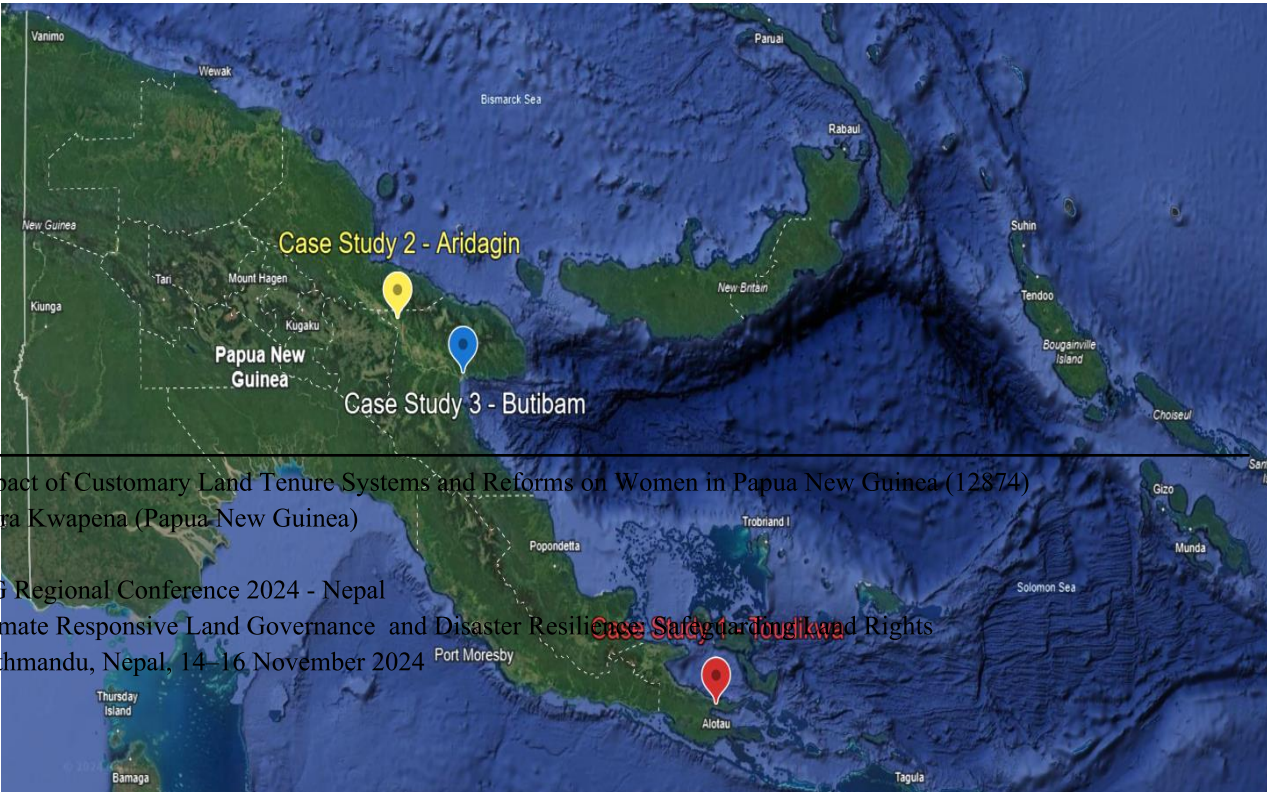 Vanimo
Wewak
Paruai
Bismarck Sea
Rabaul
New Guinea
Suhin
Case Study 2 - Aridagin
Tari
Mount Hagen
New Britain
Tendoo
Kiunga
Kugaku
Papua New
Guinea
Bougainville
Island
Case Study 3 - Butibam
Choiseul
pact of Customary Land Tenure Systems and Reforms on Women in Papua New Guinea (12874)
Gizo
ra Kwapena (Papua New Guinea)
Trobriand I
Popondetta
Munda
G Regional Conference 2024 - Nepal
Solomon Sea
mate Responsive Land Governance and Disaster Resilience: Safeguarding Land Rights
Case Study 1 - Toudikwa
thmandu, Nepal, 14–16 November 2024
Port Moresby
Thursday
Island
Alotau
Bamaga
Tagula